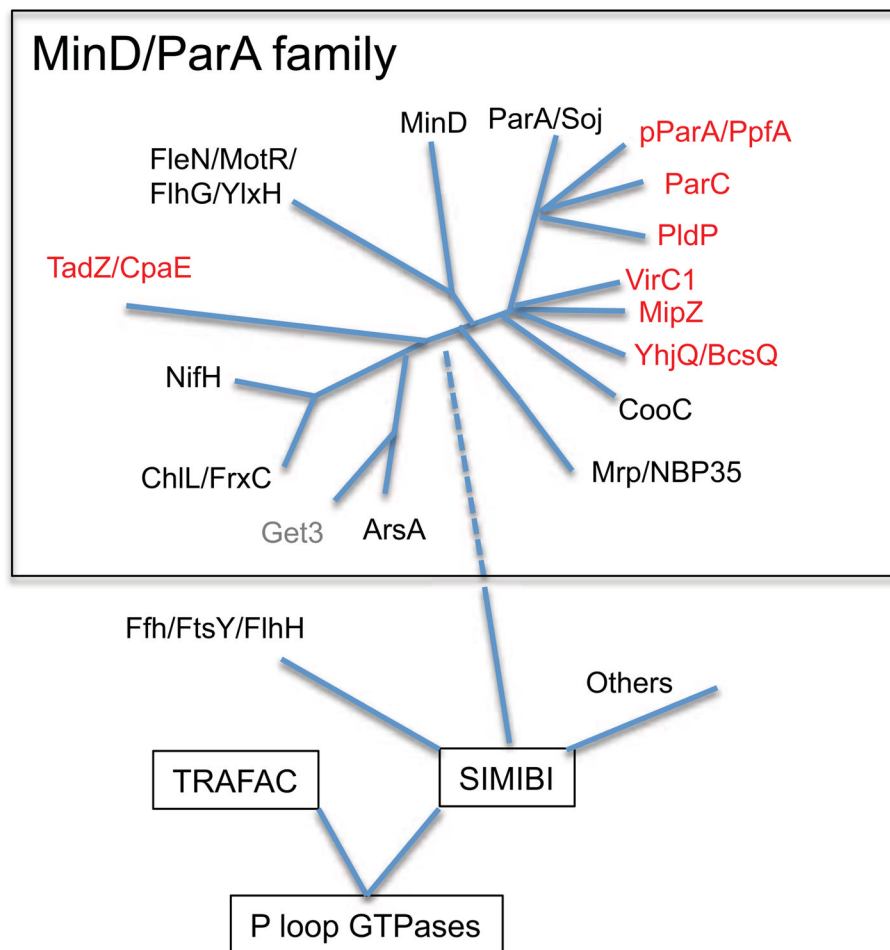 MinD/ParA family
MinD
ParA/Soj
pParA/PpfA
FleN/MotR/
FlhG/YlxH
ParC
PldP
TadZ/CpaE
VirC1
MipZ
YhjQ/BcsQ
NifH
CooC
ChlL/FrxC
Mrp/NBP35
Get3
ArsA
Ffh/FtsY/FlhH
Others
TRAFAC
SIMIBI
P loop GTPases